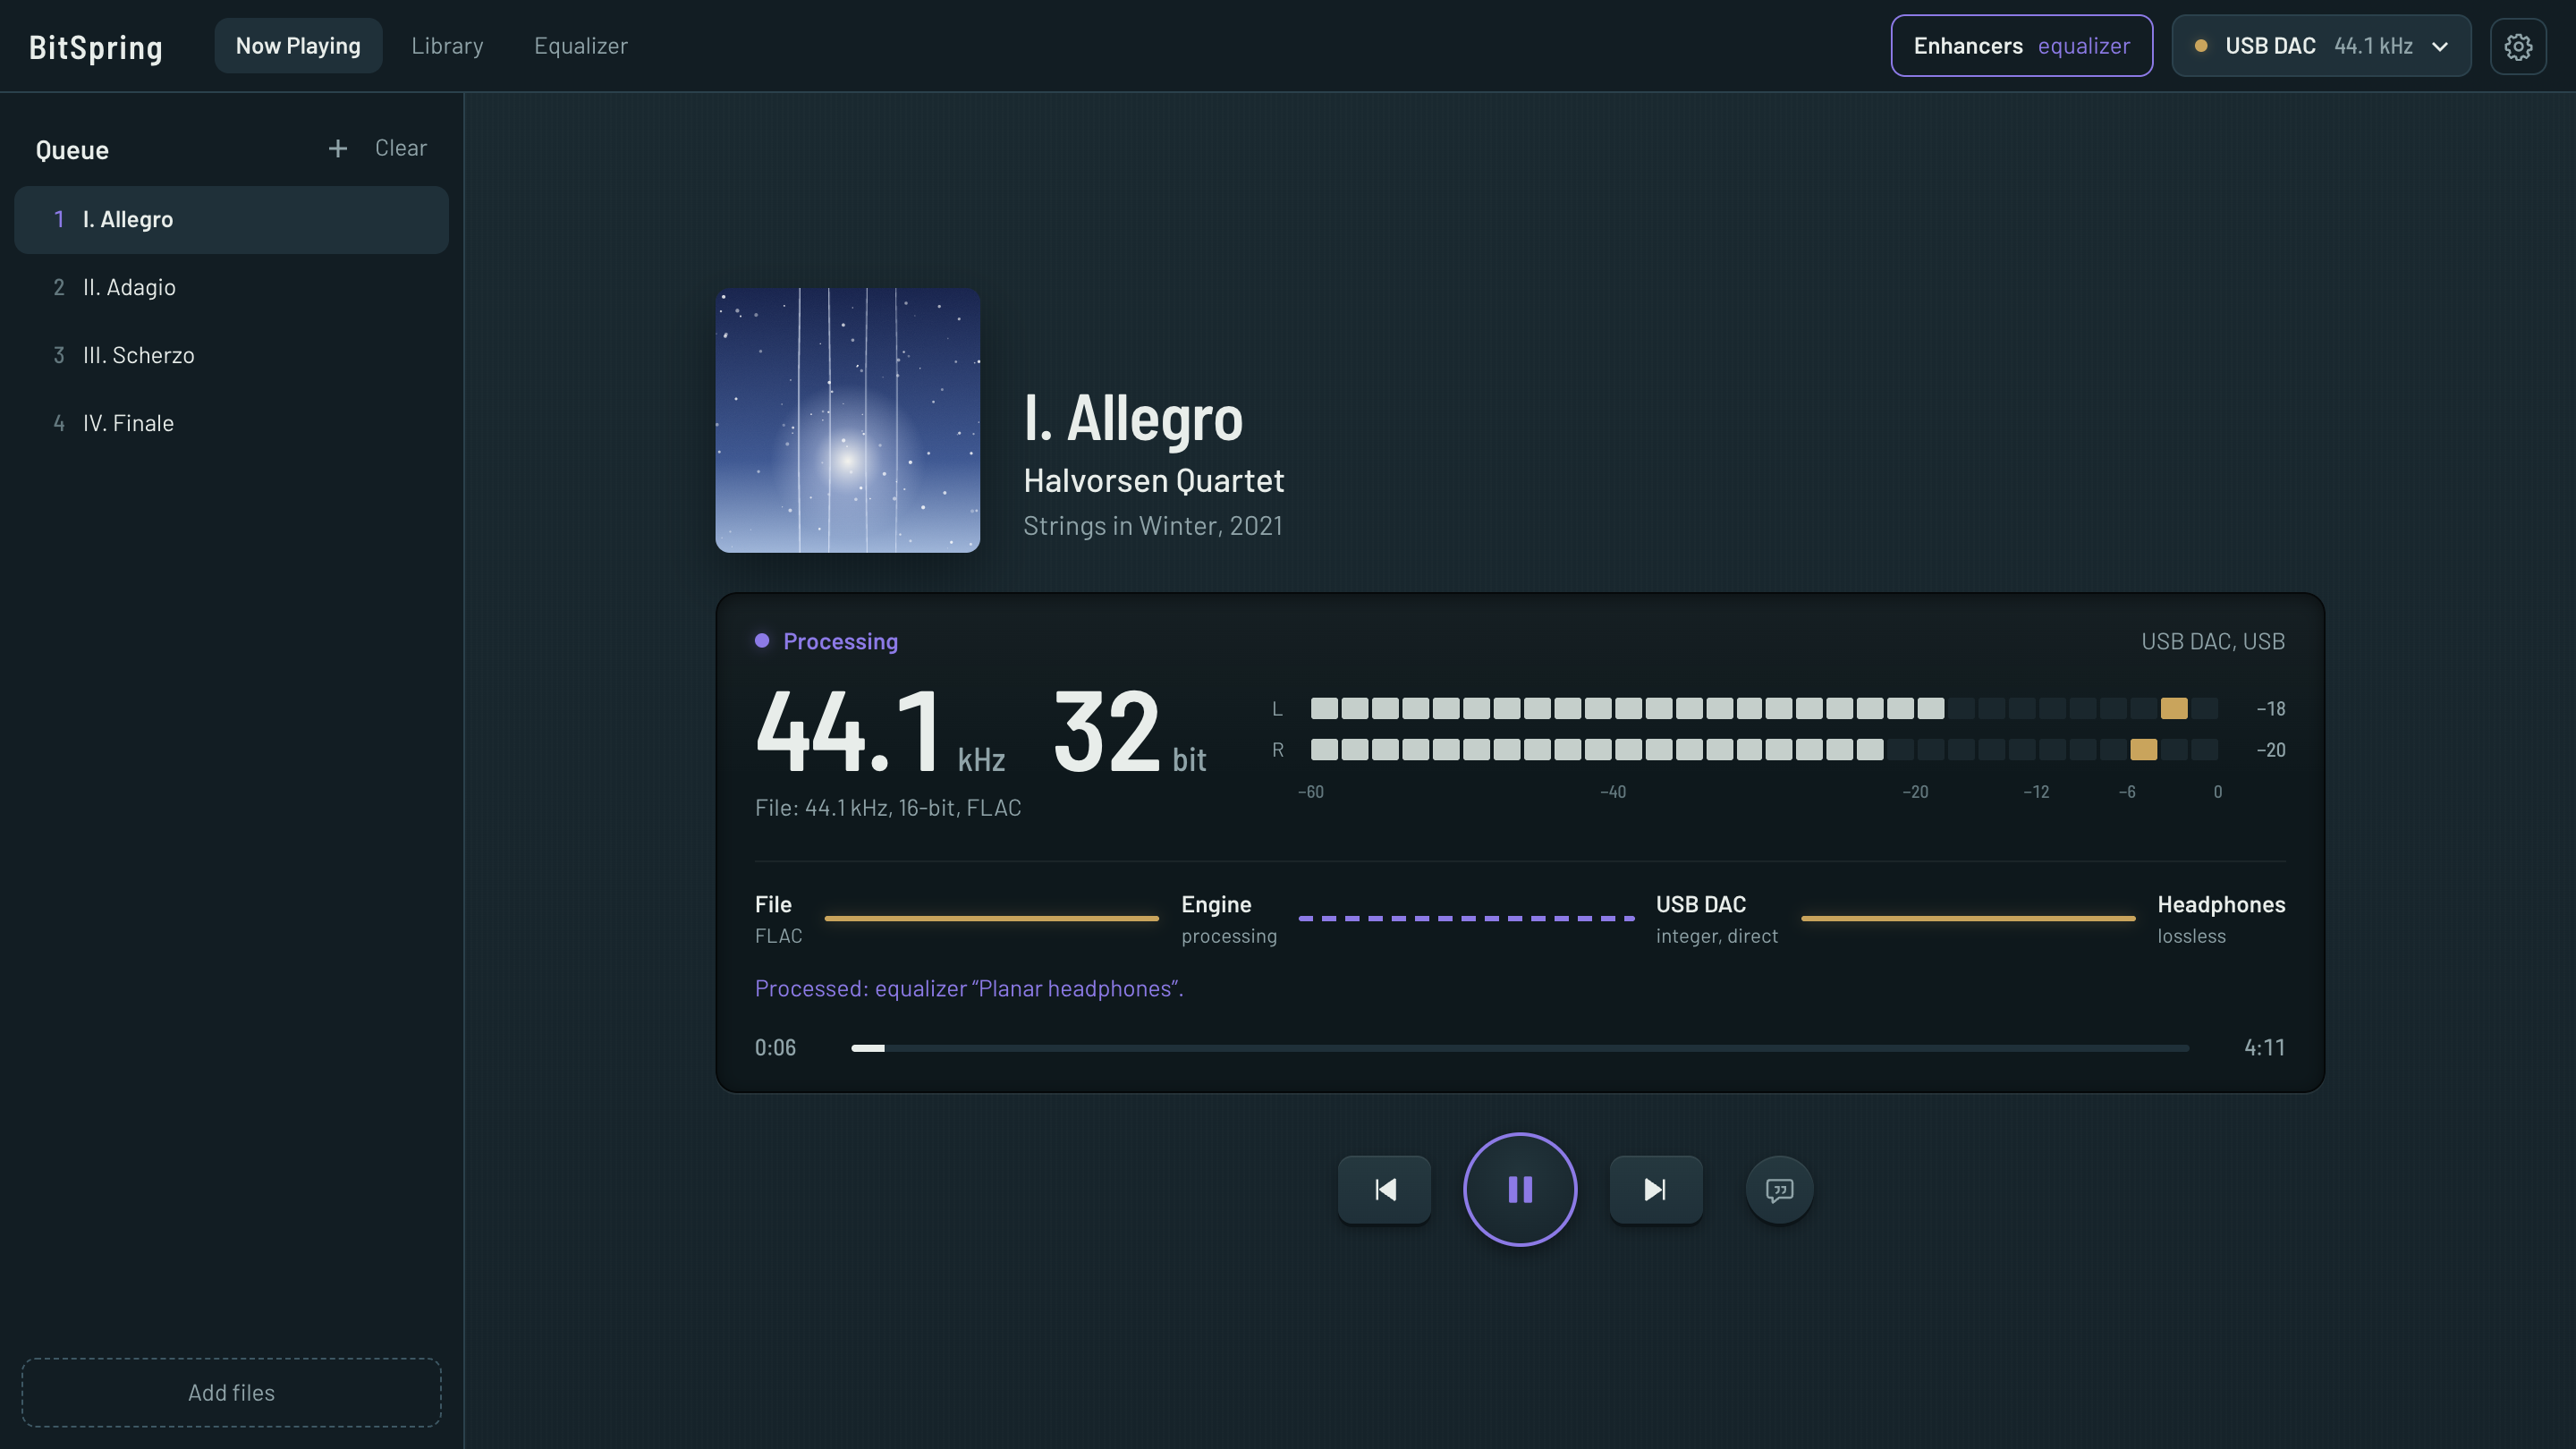 BitSpring
Now Playing
Library
Equalizer
Enhancers equalizer
USB DAC 44.1 kHz
Queue
Clear
1 I. Allegro
2 II. Adagio
3 III. Scherzo
4 IV. Finale
Add files
I. Allegro
Halvorsen Quartet
Strings in Winter, 2021
Processing
USB DAC, USB
44.1 kHz 32 bit
File: 44.1 kHz, 16-bit, FLAC
L −18
R −20
−60 −40 −20 −12 −6 0
File
FLAC
Engine
processing
USB DAC
integer, direct
Headphones
lossless
Processed: equalizer “Planar headphones”.
0:06
4:11